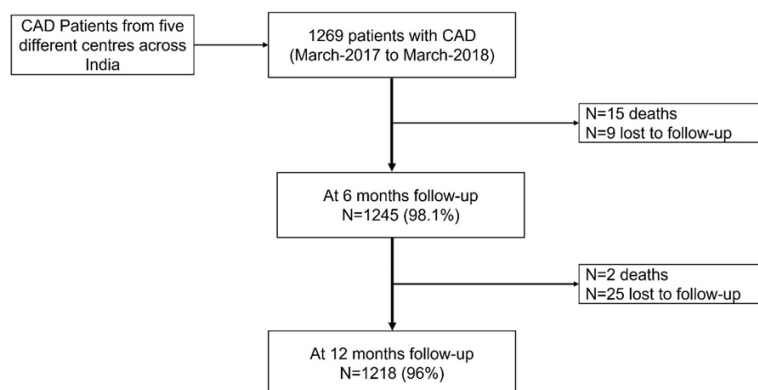 CAD Patients from five
different centres across
India
1269 patients with CAD
(March-2017 to March-2018)
N=15 deaths
N=9 lost to follow-up
At 6 months follow-up
N=1245 (98.1%)
N=2 deaths
N=25 lost to follow-up
At 12 months follow-up
N=1218 (96%)